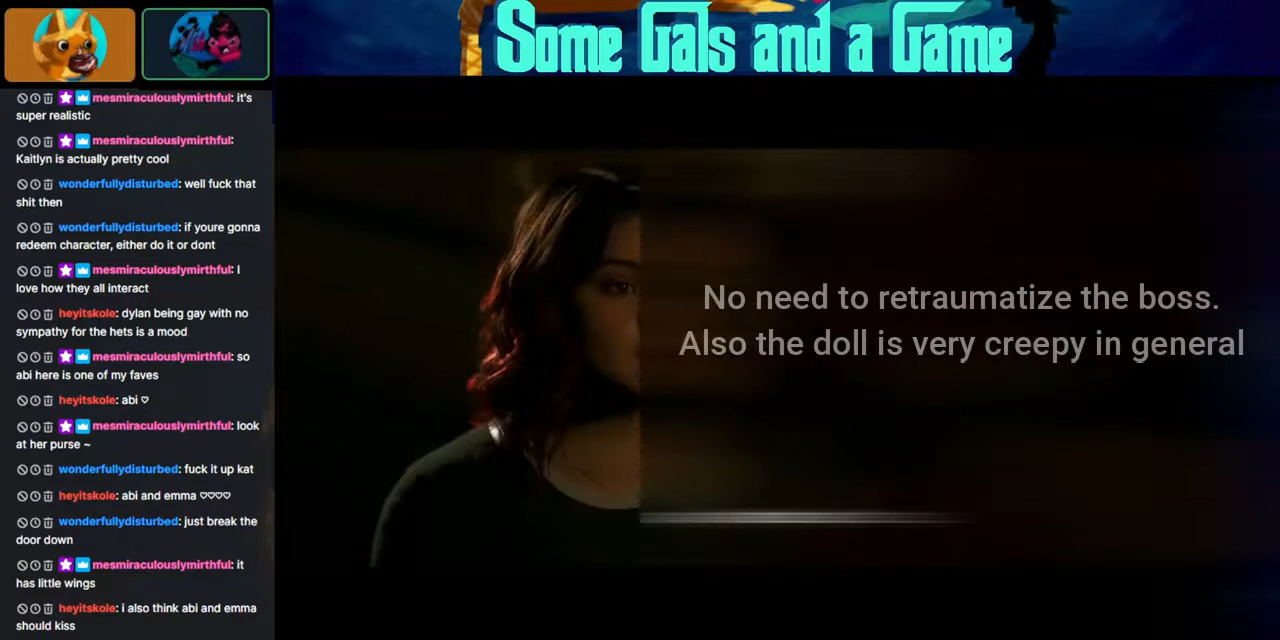 Some Gals and a Game
mesmiraculouslymirthful: it's
super realistic
mesmiraculouslymirthful:
Kaitlyn is actually pretty cool
wonderfullydisturbed: well fuck that
shit then
wonderfullydisturbed: if youre gonna
redeem character, either do it or dont
mesmiraculouslymirthful: I
love how they all interact
heyitskole: dylan being gay with no
sympathy for the hets is a mood
mesmiraculouslymirthful: so
abi here is one of my faves
heyitskole: abi ♡
mesmiraculouslymirthful: look
at her purse ~
wonderfullydisturbed: fuck it up kat
heyitskole: abi and emma ♡♡♡♡
wonderfullydisturbed: just break the
door down
mesmiraculouslymirthful: it
has little wings
heyitskole: i also think abi and emma
should kiss
No need to retraumatize the boss.
Also the doll is very creepy in general